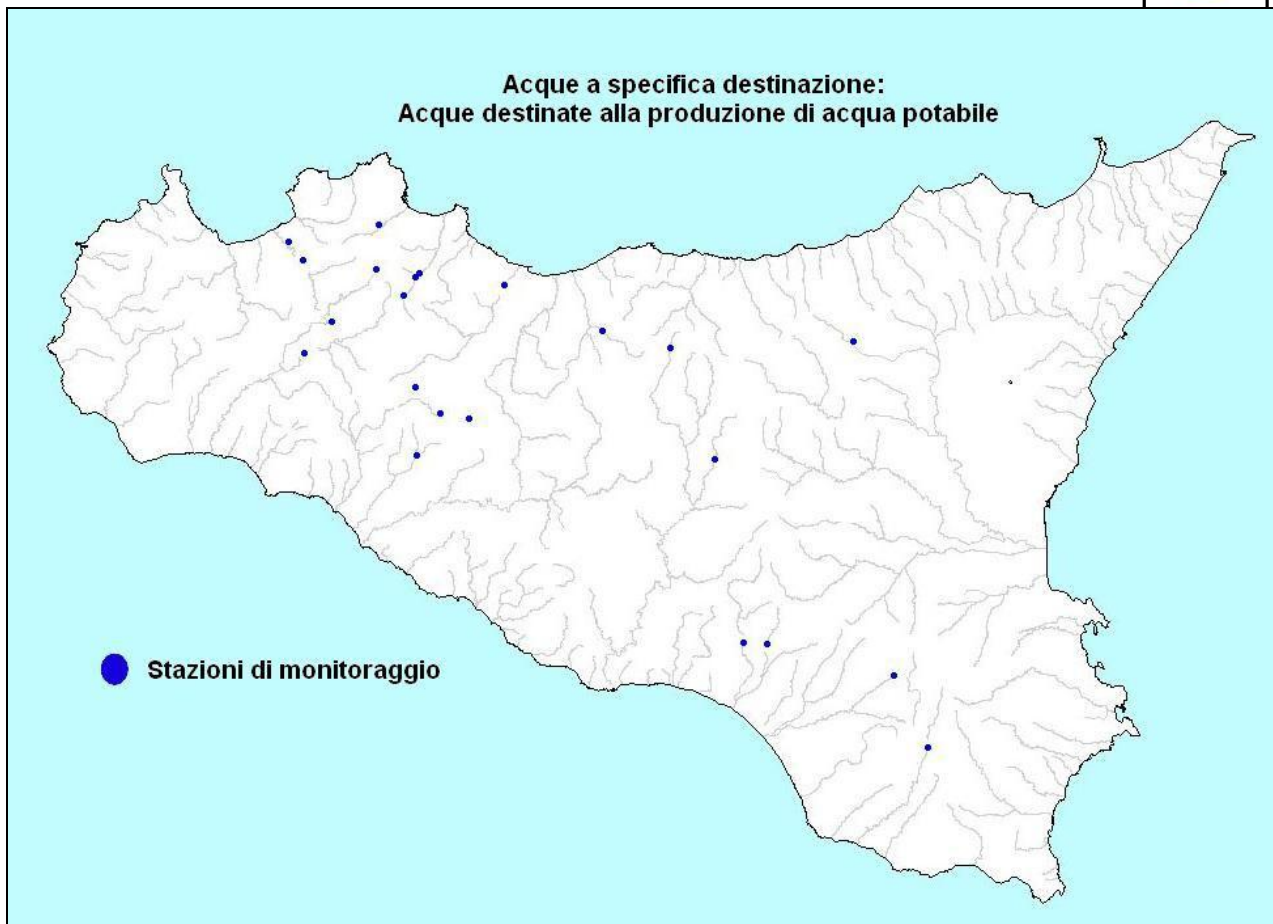 Acque a specifica destinazione:
Acque destinate alla produzione di acqua potabile
Stazioni di monitoraggio